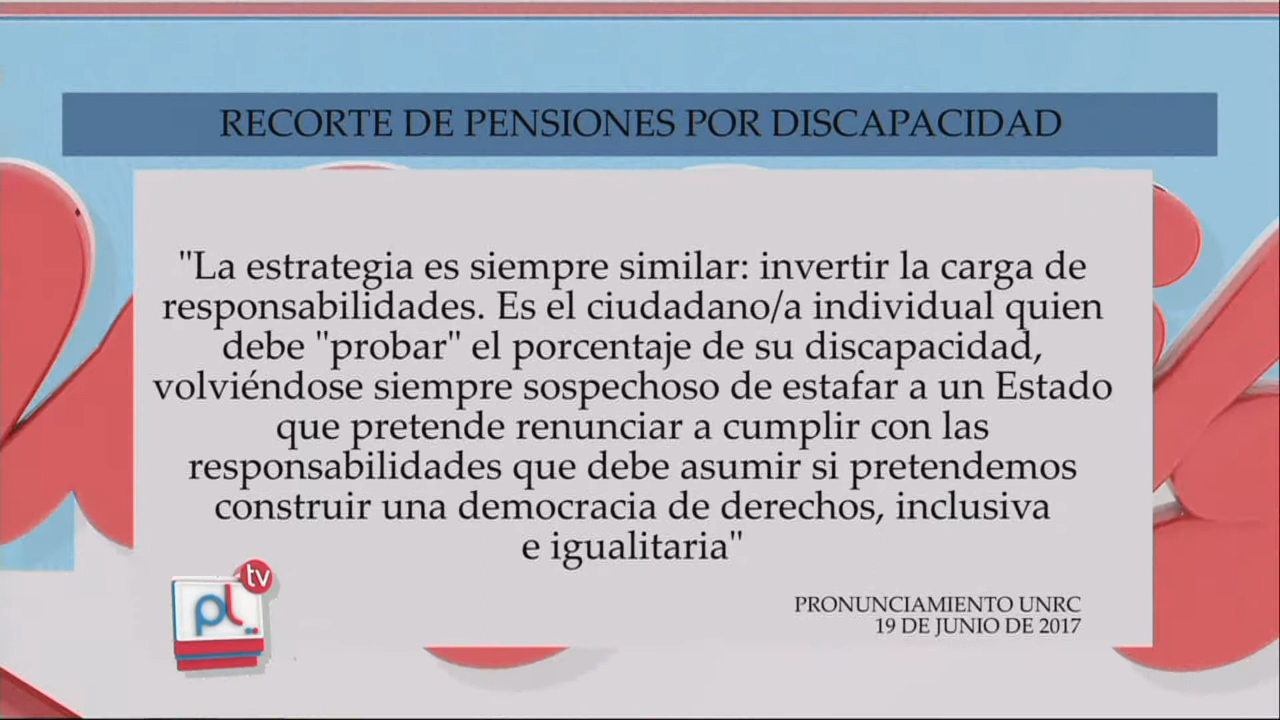 RECORTE DE PENSIONES POR DISCAPACIDAD
"La estrategia es siempre similar: invertir la carga de
responsabilidades. Es el ciudadano/a individual quien
debe "probar" el porcentaje de su discapacidad,
volviéndose siempre sospechoso de estafar a un Estado
que pretende renunciar a cumplir con las
responsabilidades que debe asumir si pretendemos
construir una democracia de derechos, inclusiva
e igualitaria"
PRONUNCIAMIENTO UNRC
19 DE JUNIO DE 2017
tv
pl..